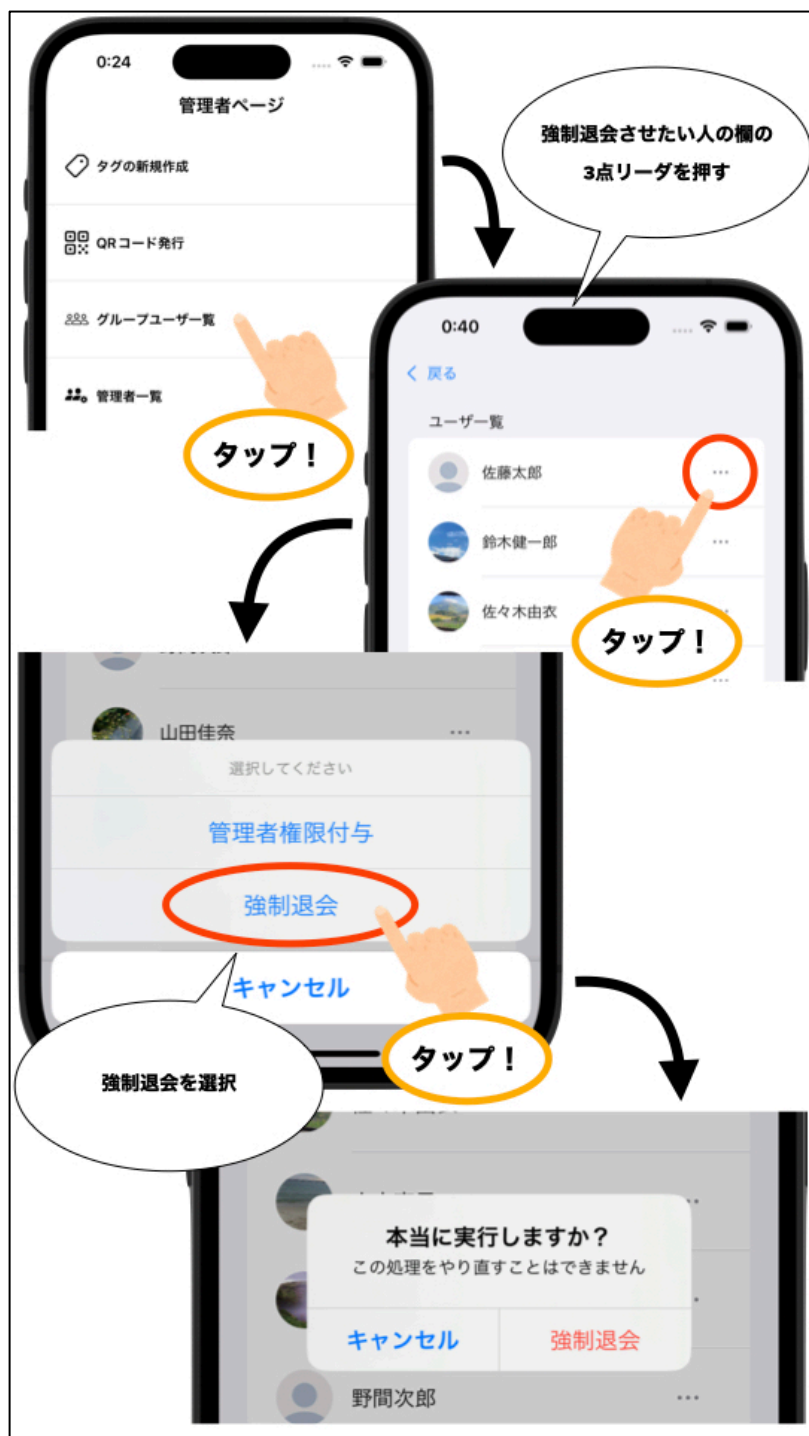 0:24
管理者ページ
タグの新規作成
QRコード発行
グループユーザー覧
管理者一覧
タップ！
強制退会させたい人の欄の
3点リーダを押す
0:40
戻る
ユーザ一覧
佐藤太郎 …
鈴木健一郎 …
佐々木由衣
タップ！
山田佳奈 …
選択してください
管理者権限付与
強制退会
キャンセル
タップ！
強制退会を選択
本当に実行しますか？
この処理をやり直すことはできません
キャンセル 強制退会
野間次郎 …